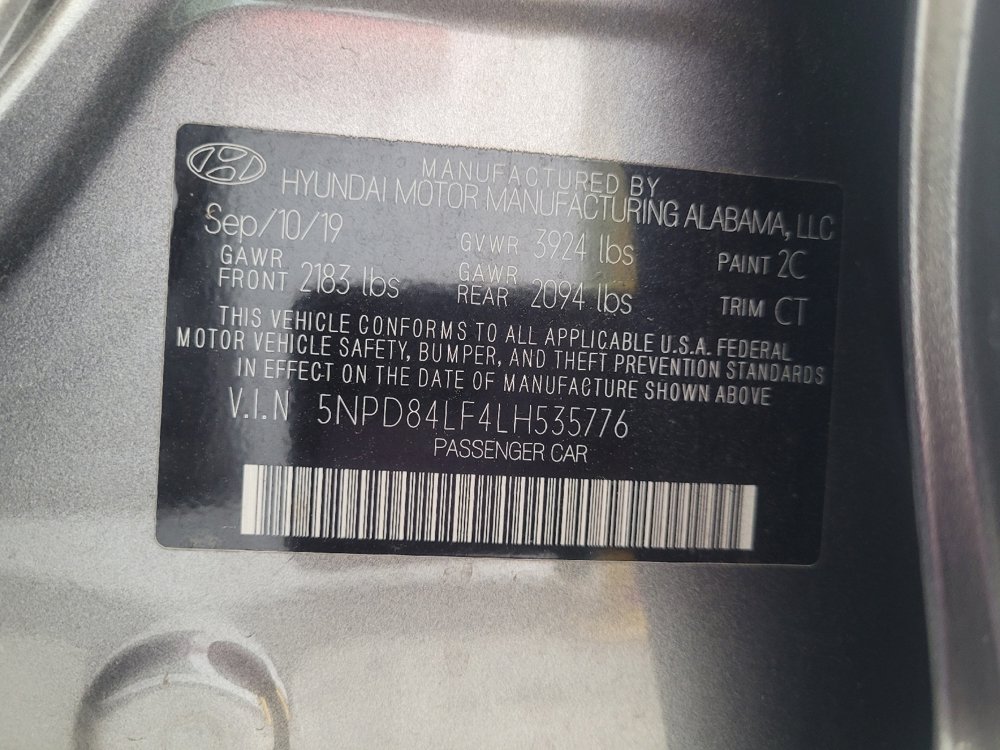 MANUFACTURED BY
HYUNDAI MOTOR MANUFACTURING ALABAMA, LLC
Sep/10/19 GVWR 3924 lbs PAINT 2C
GAWR FRONT 2183 lbs GAWR REAR 2094 lbs TRIM CT
THIS VEHICLE CONFORMS TO ALL APPLICABLE U.S.A. FEDERAL
MOTOR VEHICLE SAFETY, BUMPER, AND THEFT PREVENTION STANDARDS
IN EFFECT ON THE DATE OF MANUFACTURE SHOWN ABOVE
V.I.N 5NPD84LF4LH535776
PASSENGER CAR